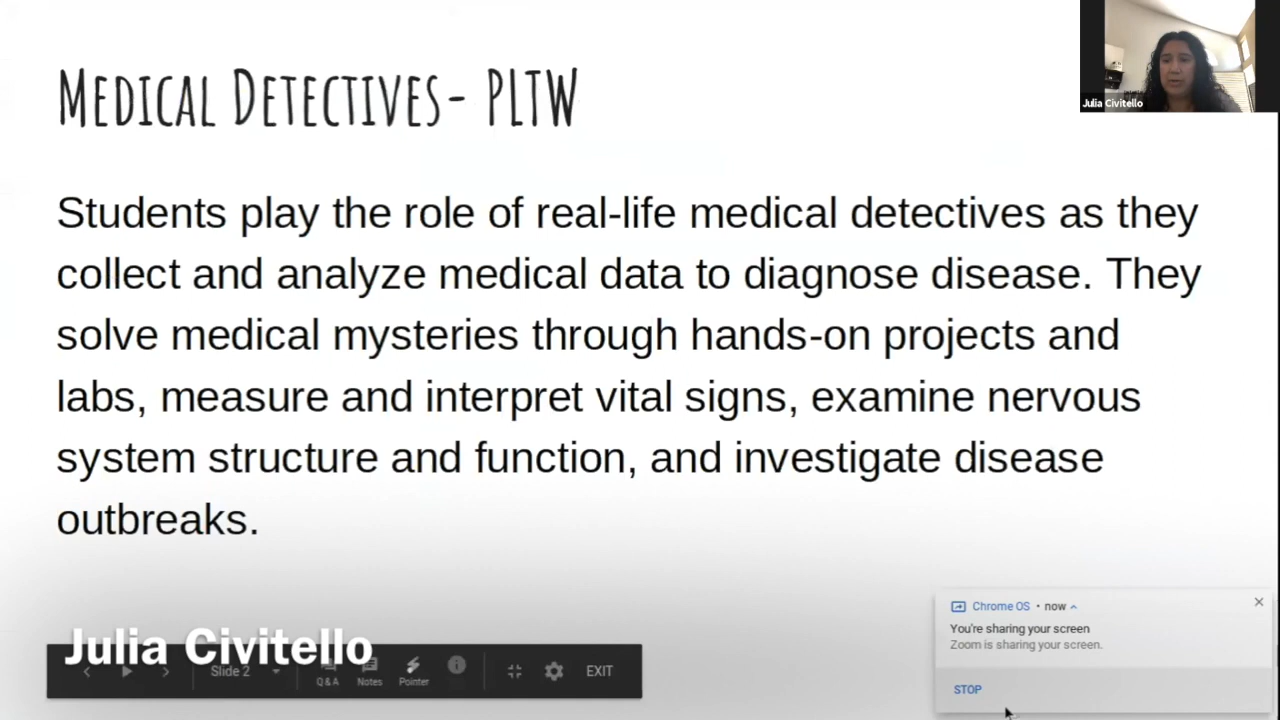 MEDICAL DETECTIVES- PLTW
Julia Civitello
Students play the role of real-life medical detectives as they
collect and analyze medical data to diagnose disease. They
solve medical mysteries through hands-on projects and
labs, measure and interpret vital signs, examine nervous
system structure and function, and investigate disease
outbreaks.
Chrome OS • now
You're sharing your screen
Zoom is sharing your screen.
STOP
Julia Civitello
Slide 2
Q&A
Notes
Pointer
EXIT